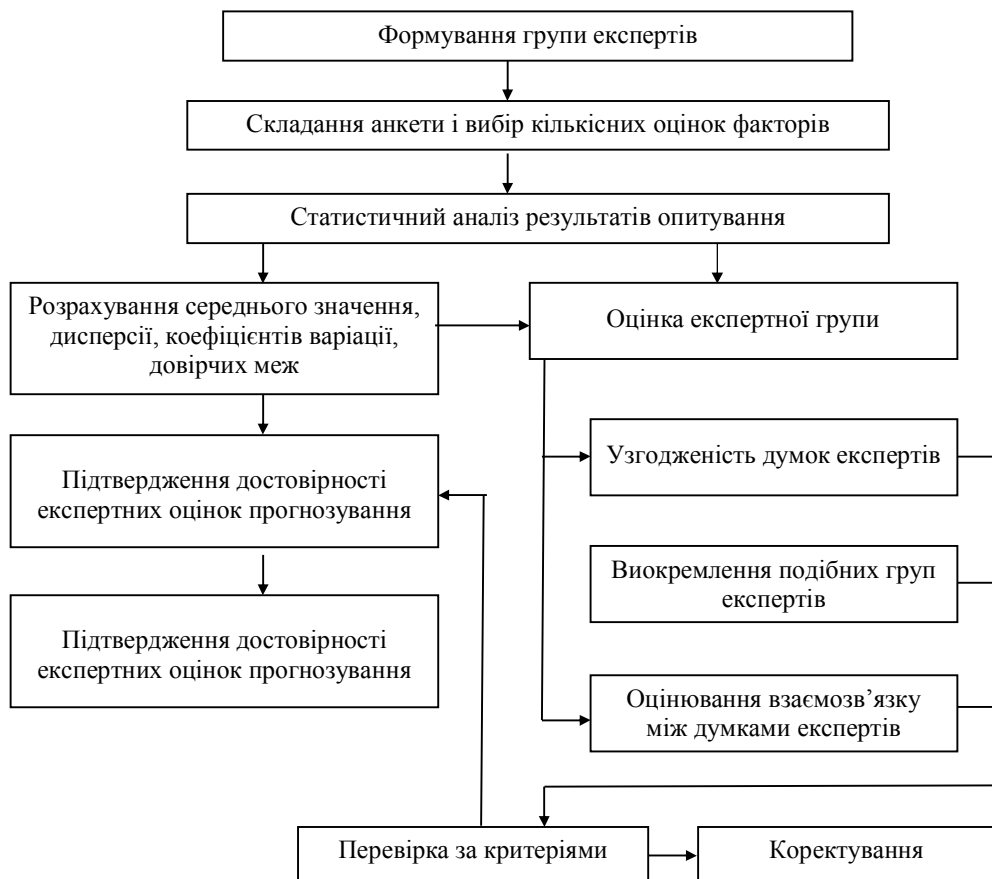 Формування групи експертів
Складання анкети і вибір кількісних оцінок факторів
Статистичний аналіз результатів опитування
Розрахування середнього значення,
дисперсії, коефіцієнтів варіації,
довірчих меж
Оцінка експертної групи
Підтвердження достовірності
експертних оцінок прогнозування
Узгодженість думок експертів
Виокремлення подібних груп
експертів
Підтвердження достовірності
експертних оцінок прогнозування
Оцінювання взаємозв’язку
між думками експертів
Перевірка за критеріями
Коректування